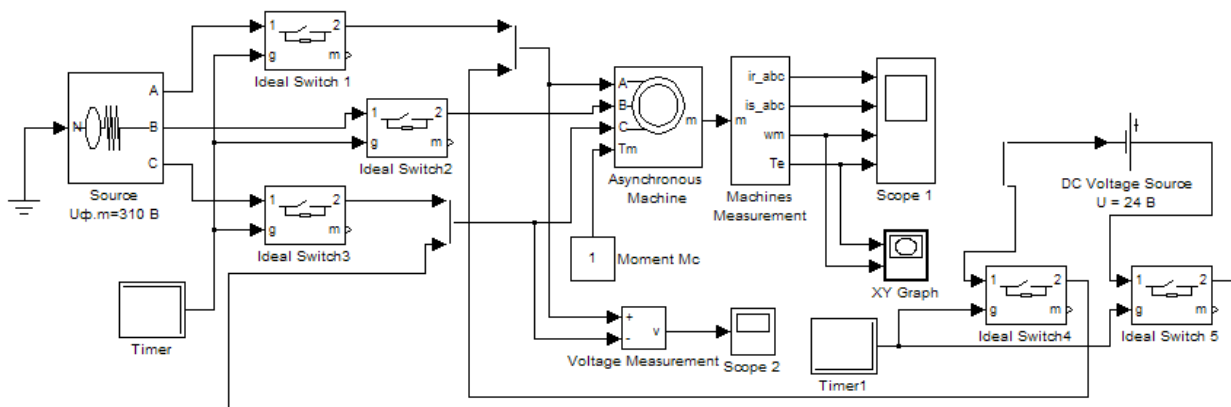 1
2
g
m
Ideal Switch 1
A
N
B
C
Source
Uф.m=310 B
1
2
g
m
Ideal Switch2
1
2
g
m
Ideal Switch3
Timer
A
B
C
Tm
m
Asynchronous
Machine
1
Moment Mc
m
ir_abc
is_abc
wm
Te
Machines
Measurement
Scope 1
XY Graph
+
-
v
Voltage Measurement
Scope 2
DC Voltage Source
U = 24 B
1
2
g
m
Ideal Switch4
1
2
g
m
Ideal Switch 5
Timer1